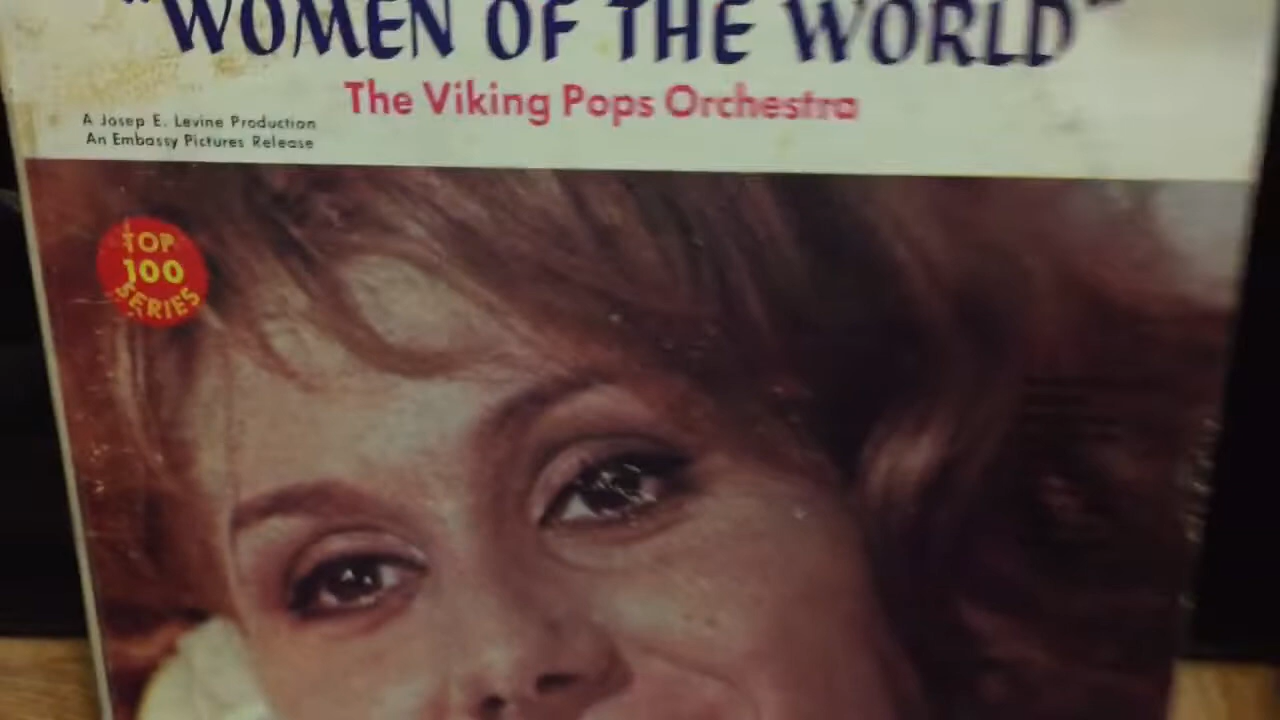 "WOMEN OF THE WORLD"
The Viking Pops Orchestra
A Josep E. Levine Production
An Embassy Pictures Release
TOP
100
SERIES